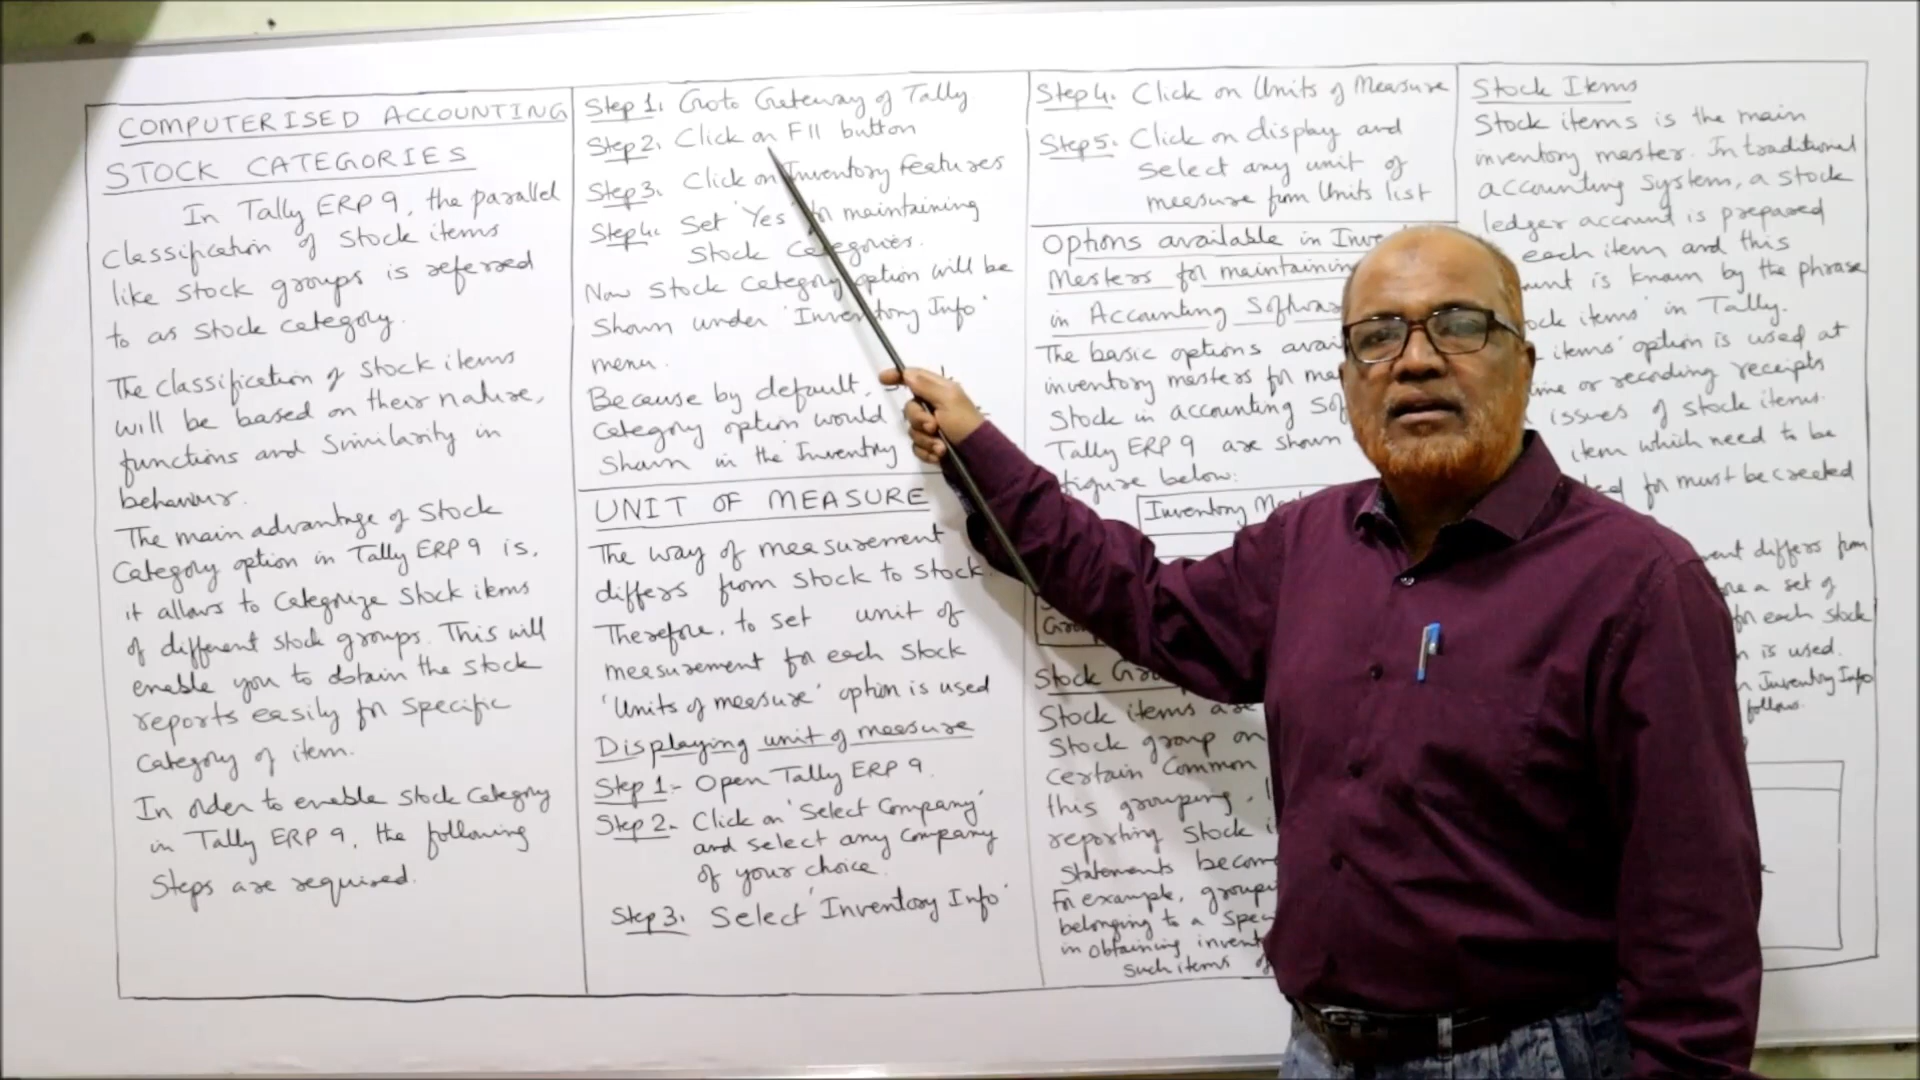 COMPUTERISED ACCOUNTING
STOCK CATEGORIES
In Tally ERP 9, the parallel
classification of stock items
like stock groups is referred
to as stock category.
The classification of stock items
will be based on their nature,
functions and similarity in
behaviour.
The main advantage of stock
category option in Tally ERP 9 is,
it allows to categorize stock items
of different stock groups. This will
enable you to obtain the stock
reports easily for specific
category of item.
In order to enable stock category
in Tally ERP 9, the following
steps are required.
Step 1: Goto Gateway of Tally
Step 2: Click on F11 button
Step 3: Click on Inventory features
Step 4: Set 'Yes' for maintaining
Stock Categories.
Now Stock Category option will be
shown under 'Inventory Info'
menu.
Because by default,
category option would
shown in the Inventory
UNIT OF MEASURE
The way of measurement
differs from stock to stock.
Therefore, to set unit of
measurement for each stock
'Units of measure' option is used
Displaying unit of measure
Step 1:- Open Tally ERP 9.
Step 2- Click on 'Select Company'
and select any company
of your choice.
Step 3: Select 'Inventory Info'
Step 4. Click on Units of Measure
Step 5. Click on display and
select any unit of
measure from Units list
Options available in
Masters for maintaining
in Accounting Software
The basic options
inventory masters for
Stock in accounting
Tally ERP 9 are shown
figure below:
Inventory
Stock
Stock items are
Stock group on
certain common
this grouping,
reporting stock
statements become
For example,
belonging to a
in obtaining
such items of
Stock Items
Stock items is the main
inventory master. In traditional
accounting system, a stock
ledger account is prepared
each item and this
is known by the phrase
items' in Tally.
items' option is used at
or recording receipts
issues of stock items.
item which need to be
for must be created
differs from
a set of
for each stock
is used.
Inventory Info
follows.